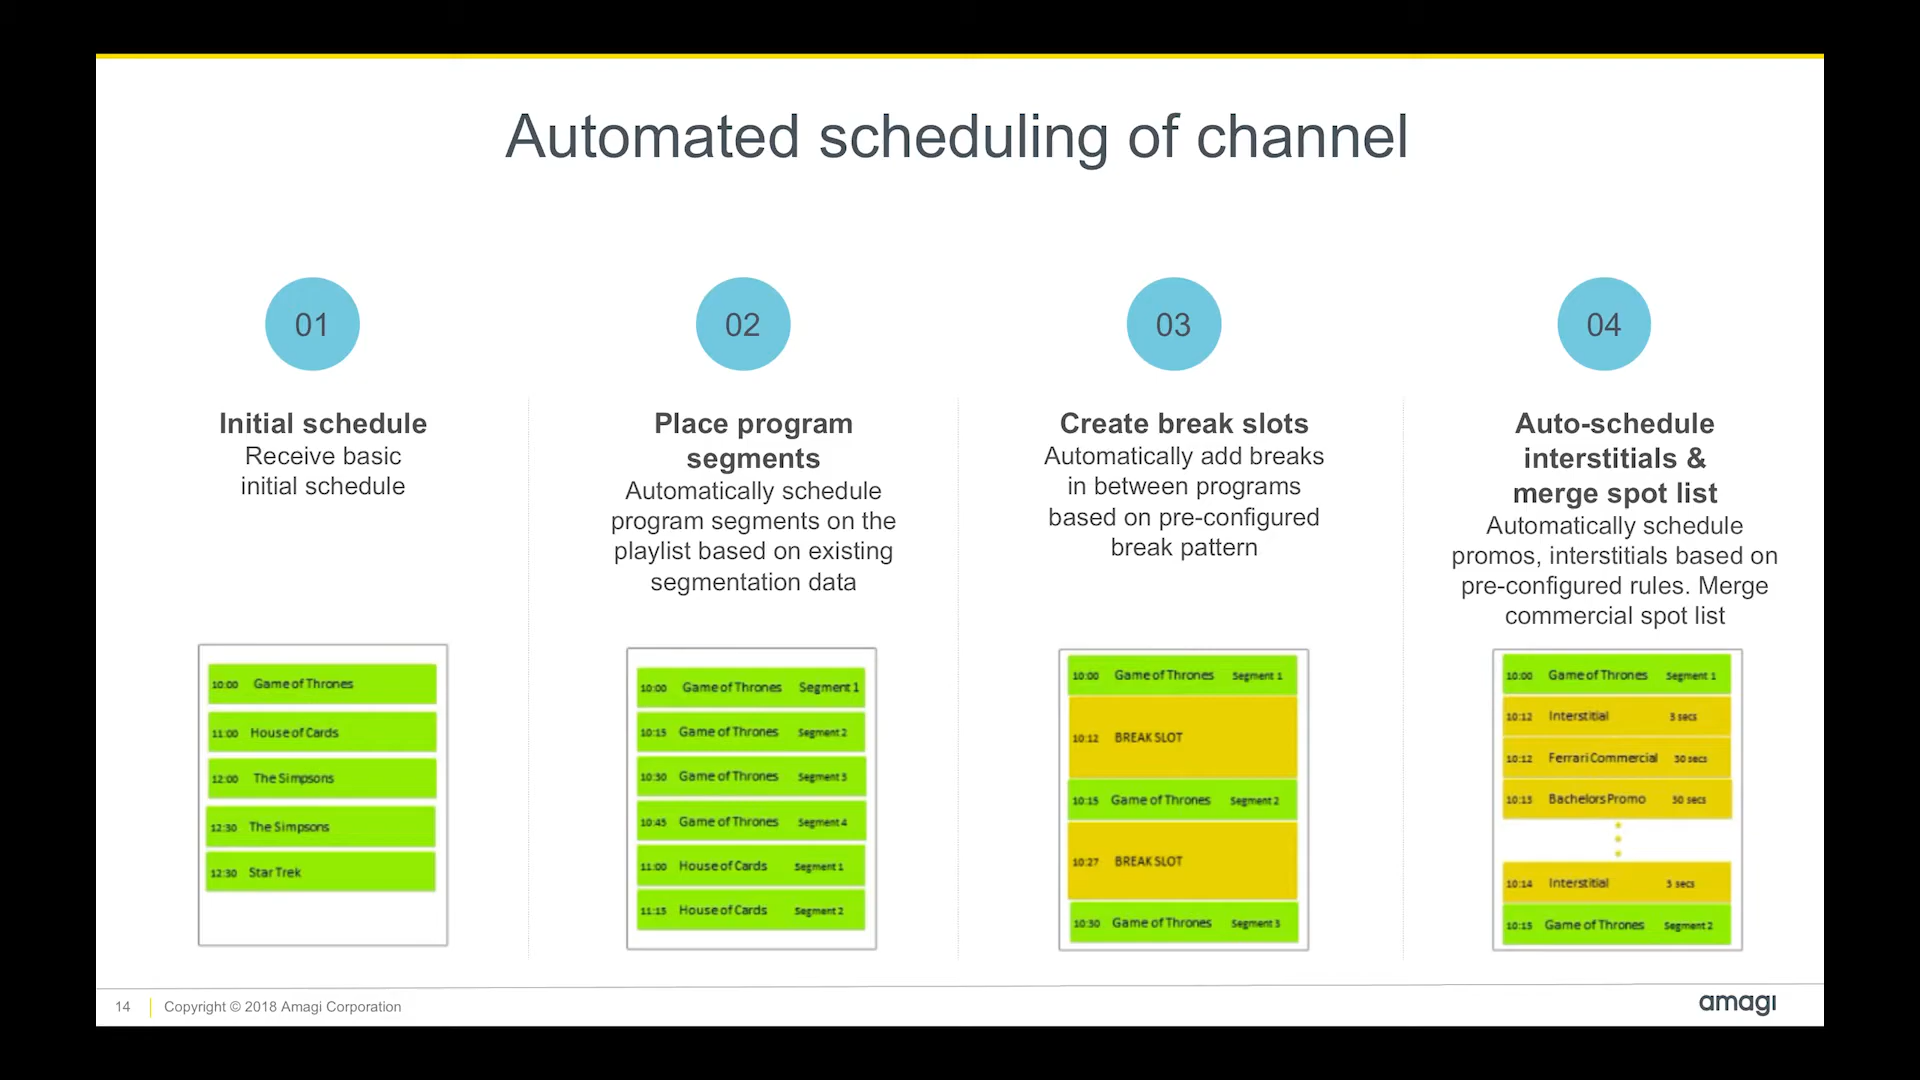 Automated scheduling of channel
01
Initial schedule
Receive basic
initial schedule
10:00 Game of Thrones
11:00 House of Cards
12:00 The Simpsons
12:30 The Simpsons
12:30 Star Trek
02
Place program
segments
Automatically schedule
program segments on the
playlist based on existing
segmentation data
10:00 Game of Thrones Segment 1
10:15 Game of Thrones Segment 2
10:30 Game of Thrones Segment 3
10:45 Game of Thrones Segment 4
11:00 House of Cards Segment 1
11:15 House of Cards Segment 2
03
Create break slots
Automatically add breaks
in between programs
based on pre-configured
break pattern
10:00 Game of Thrones Segment 1
10:12 BREAK SLOT
10:15 Game of Thrones Segment 2
10:27 BREAK SLOT
10:30 Game of Thrones Segment 3
04
Auto-schedule
interstitials &
merge spot list
Automatically schedule
promos, interstitials based on
pre-configured rules. Merge
commercial spot list
10:00 Game of Thrones Segment 1
10:12 Interstitial 3 secs
10:12 Ferrari Commercial 30 secs
10:13 Bachelors Promo 30 secs
10:14 Interstitial 3 secs
10:15 Game of Thrones Segment 2
14 Copyright © 2018 Amagi Corporation
amagi